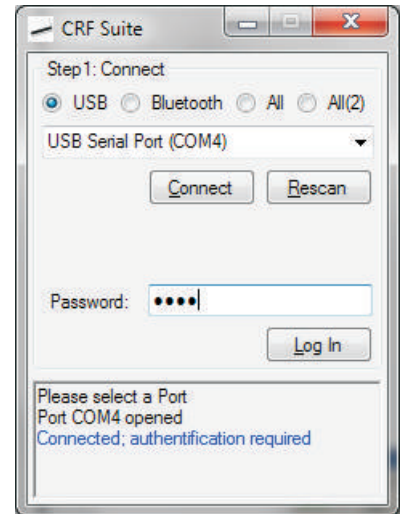 CRF Suite
Step1: Connect
USB Bluetooth All All(2)
USB Serial Port (COM4)
Connect Rescan
Password: ••••
Log In
Please select a Port
Port COM4 opened
Connected; authentification required